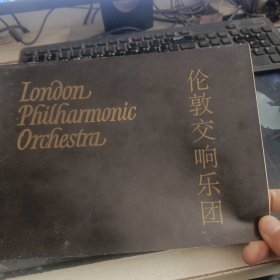 London
Philharmonic
Orchestra
伦敦交响乐团